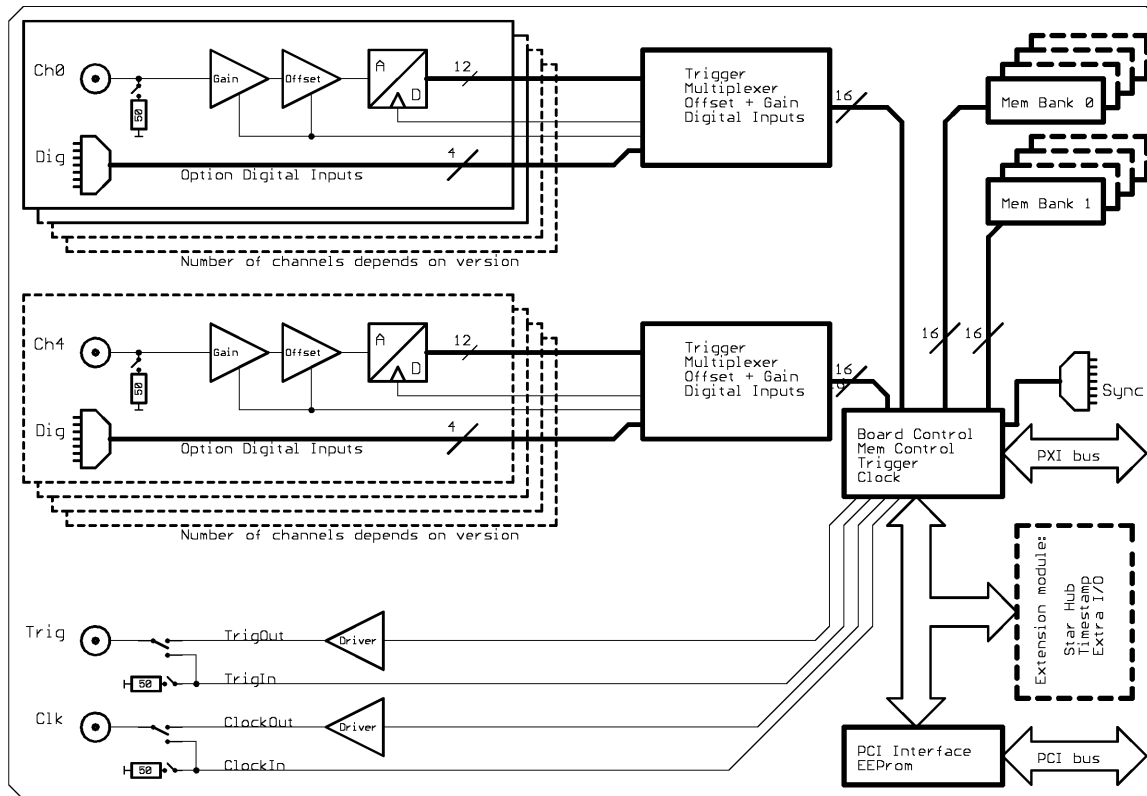 Ch0
50
Gain
Offset
A
D
12
Dig
Option Digital Inputs
4
Number of channels depends on version
Trigger
Multiplexer
Offset + Gain
Digital Inputs
16
Mem Bank 0
Mem Bank 1
16
16
Ch4
50
Gain
Offset
A
D
12
Dig
Option Digital Inputs
4
Number of channels depends on version
Trigger
Multiplexer
Offset + Gain
Digital Inputs
16
Sync
Board Control
Mem Control
Trigger
Clock
PXI bus
Extension module:
Star Hub
Timestamp
Extra I/O
Trig
TrigOut
Driver
50
TrigIn
Clk
ClockOut
Driver
50
ClockIn
PCI Interface
EEProm
PCI bus